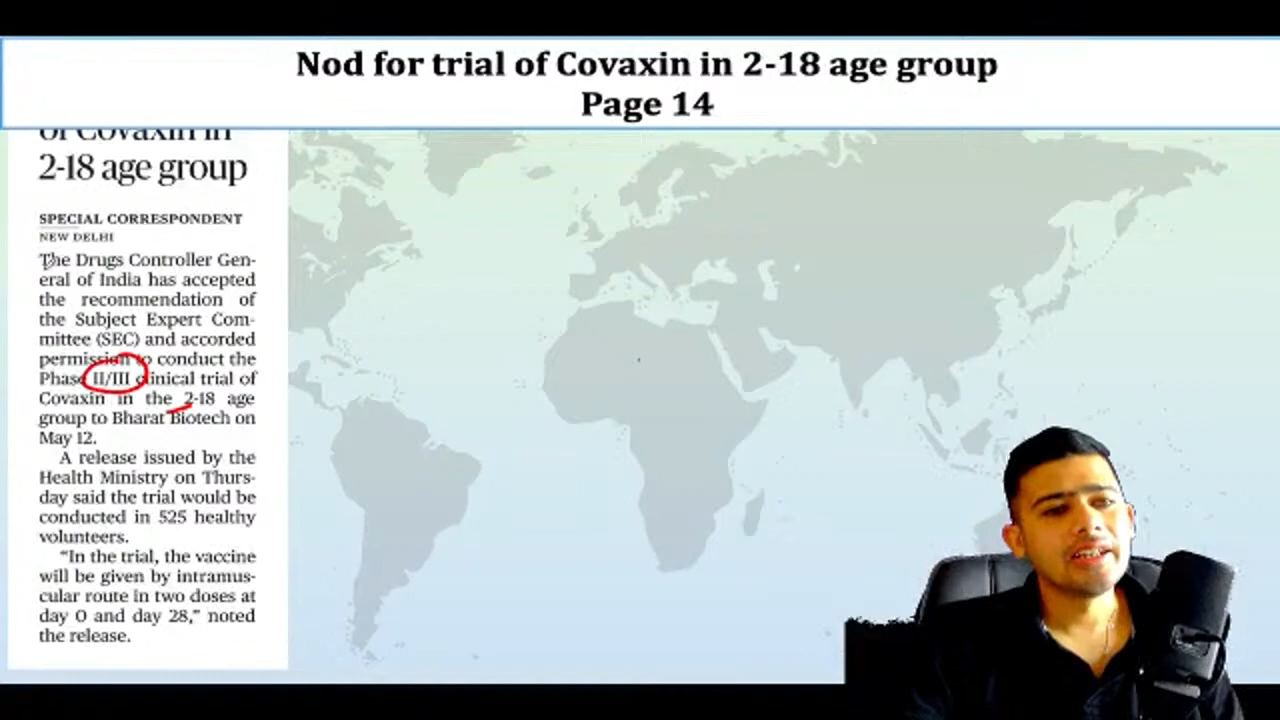 Nod for trial of Covaxin in 2-18 age group
Page 14
of Covaxin in
2-18 age group
SPECIAL CORRESPONDENT
NEW DELHI
The Drugs Controller Gen-
eral of India has accepted
the recommendation of
the Subject Expert Com-
mittee (SEC) and accorded
permission to conduct the
Phase II/III clinical trial of
Covaxin in the 2-18 age
group to Bharat Biotech on
May 12.
A release issued by the
Health Ministry on Thurs-
day said the trial would be
conducted in 525 healthy
volunteers.
“In the trial, the vaccine
will be given by intramus-
cular route in two doses at
day 0 and day 28,” noted
the release.